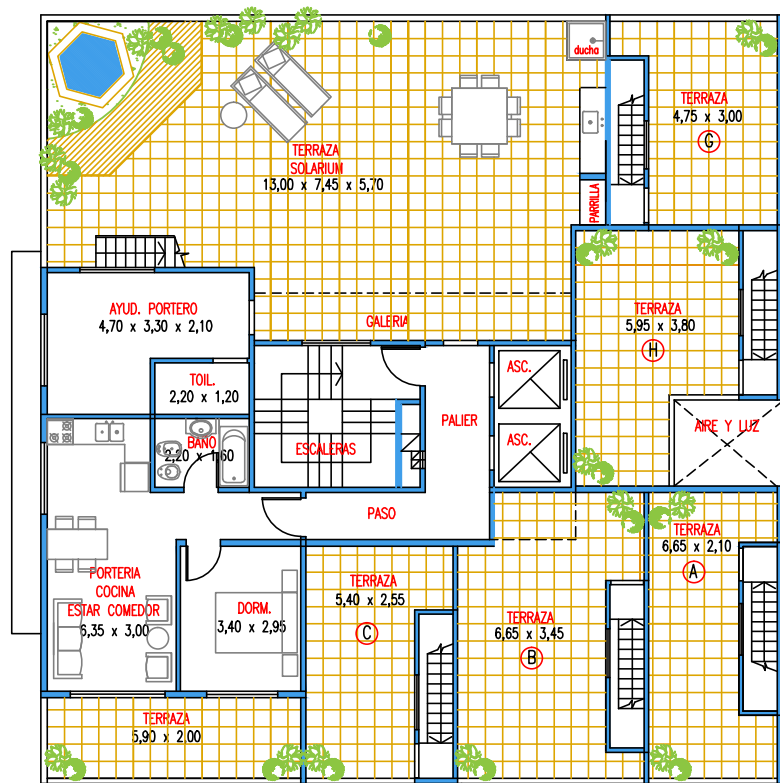 ducha
TERRAZA
4,75 x 3,00
G
TERRAZA
SOLARIUM
13,00 x 7,45 x 5,70
PARRILLA
AYUD. PORTERO
4,70 x 3,30 x 2,10
GALERIA
TERRAZA
5,95 x 3,80
H
TOIL.
2,20 x 1,20
ASC.
PALIER
AIRE Y LUZ
BAÑO
2,20 x 1,60
ESCALERAS
ASC.
PASO
TERRAZA
6,65 x 2,10
A
PORTERIA
COCINA
ESTAR COMEDOR
6,35 x 3,00
DORM.
3,40 x 2,95
TERRAZA
5,40 x 2,55
C
TERRAZA
6,65 x 3,45
B
TERRAZA
5,90 x 2,00